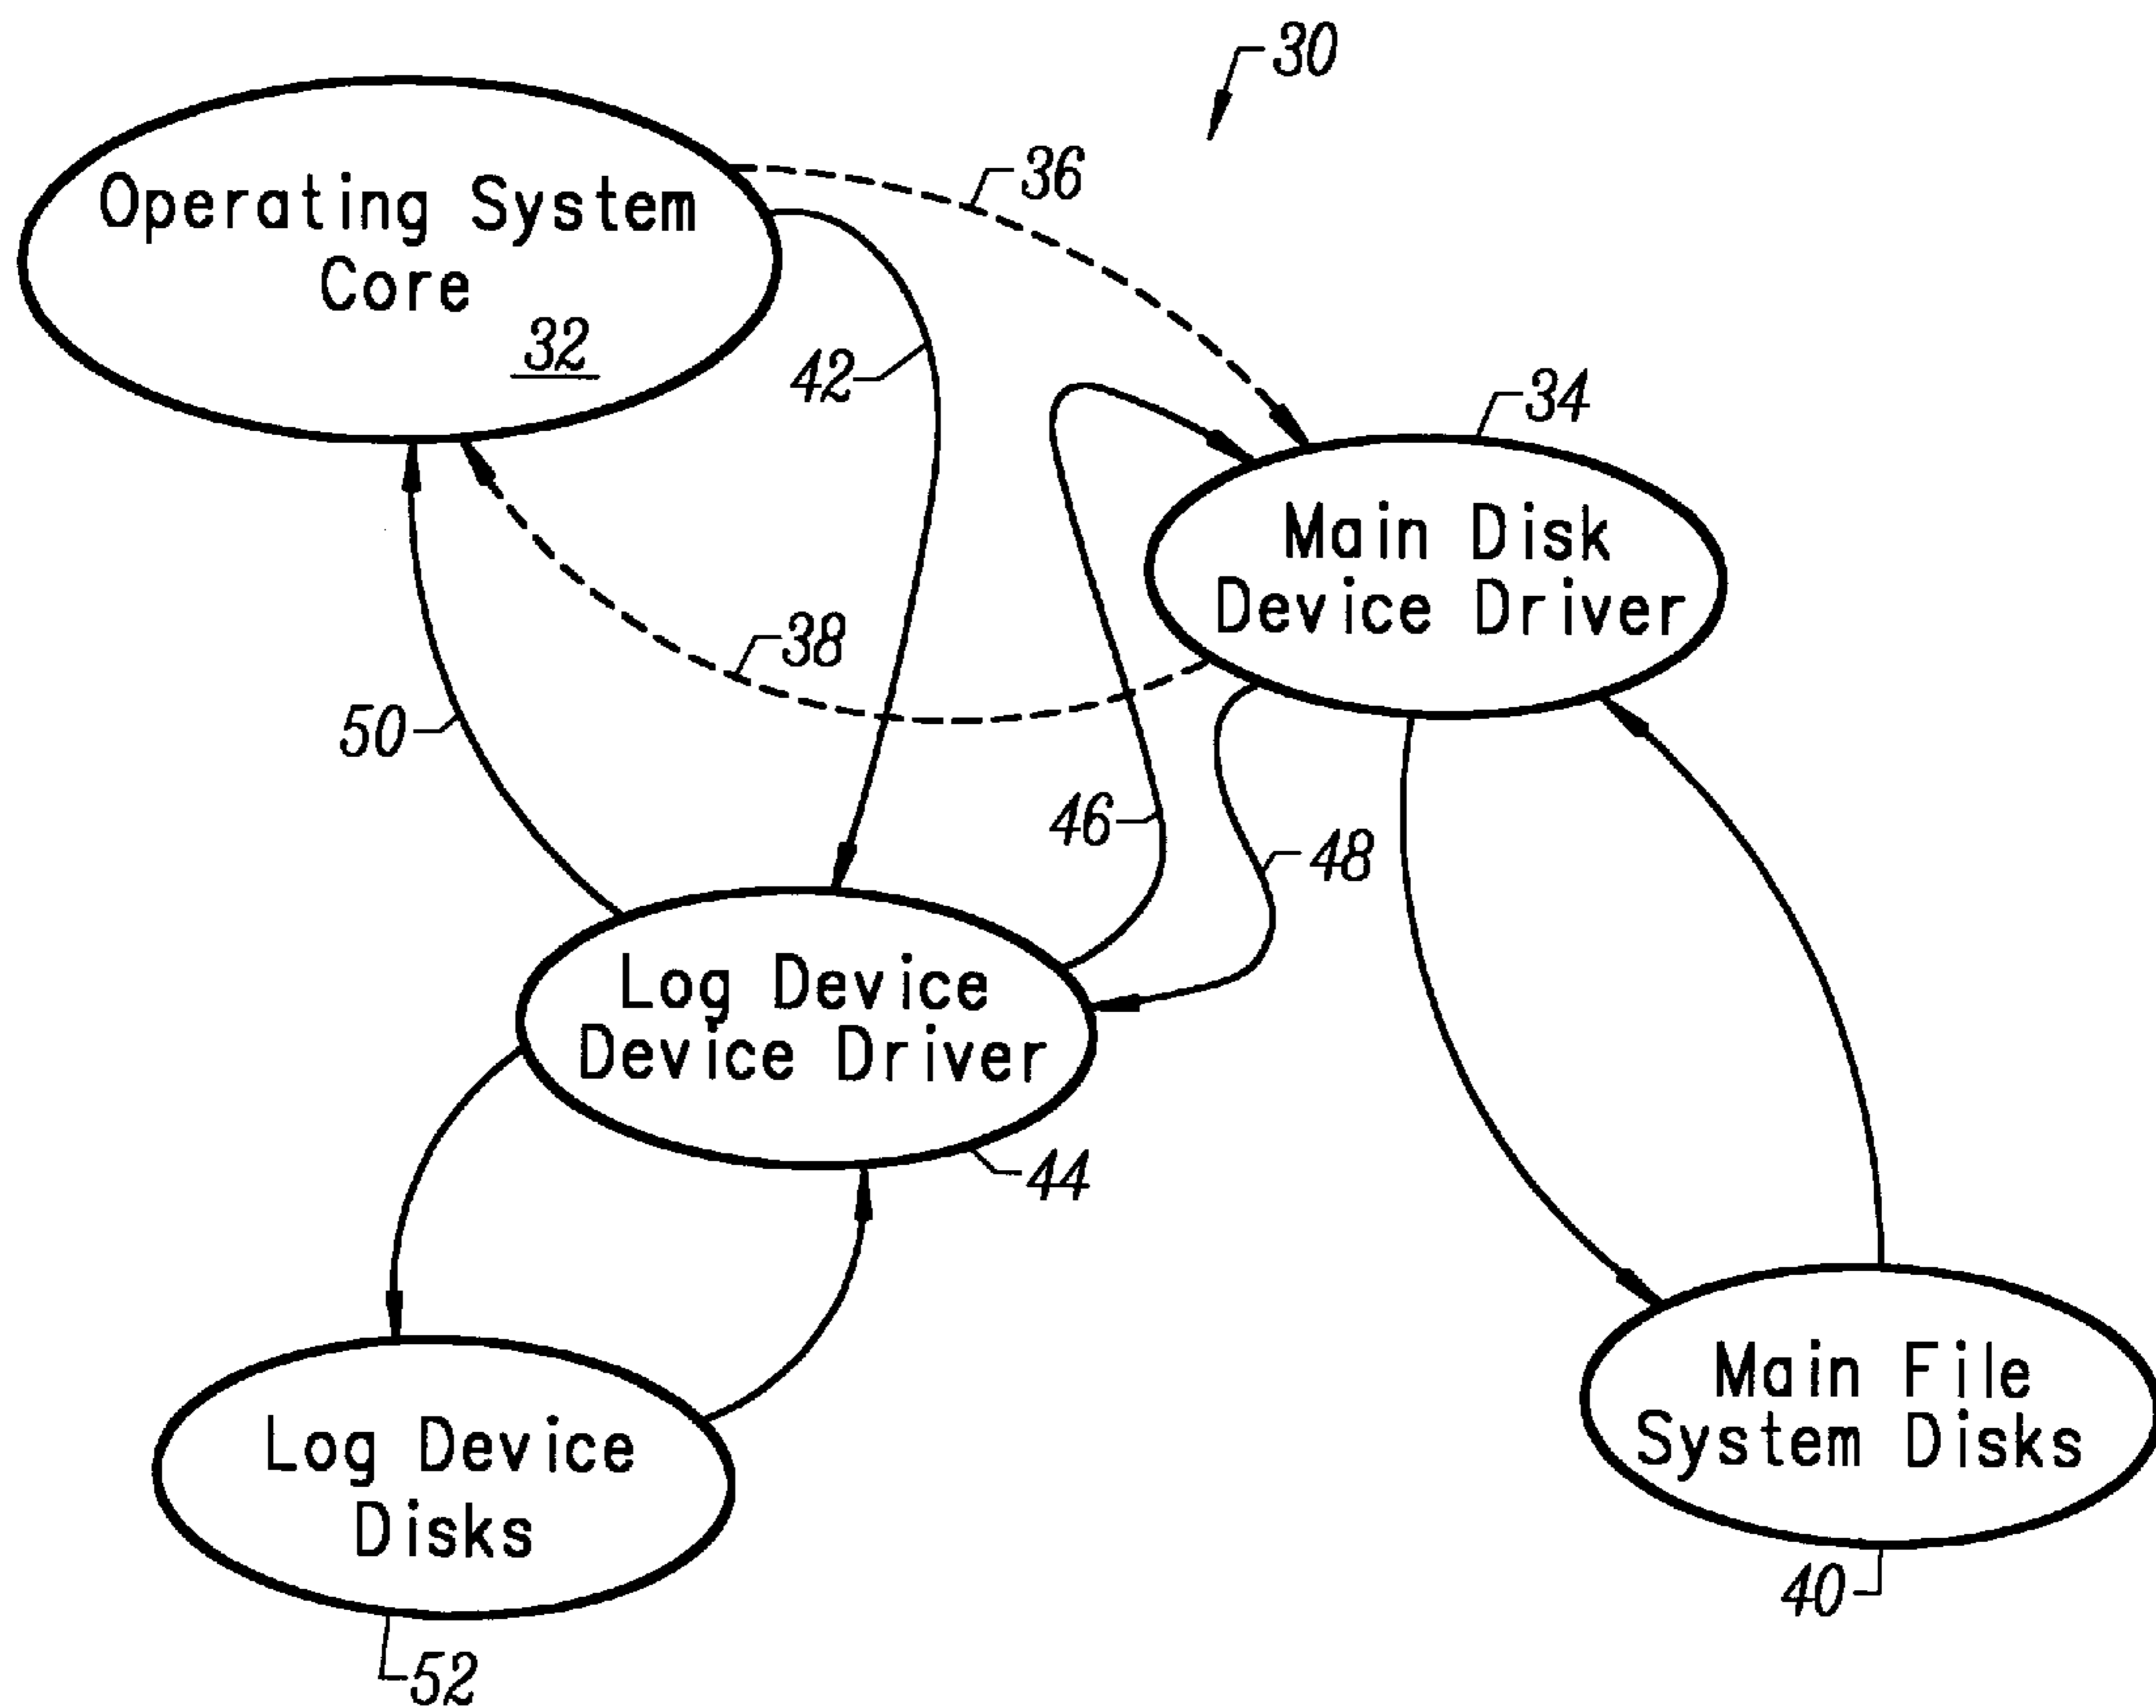 30
Operating System
Core
32
36
42
34
Main Disk
Device Driver
38
50
46
48
Log Device
Device Driver
44
Main File
System Disks
40
Log Device
Disks
52